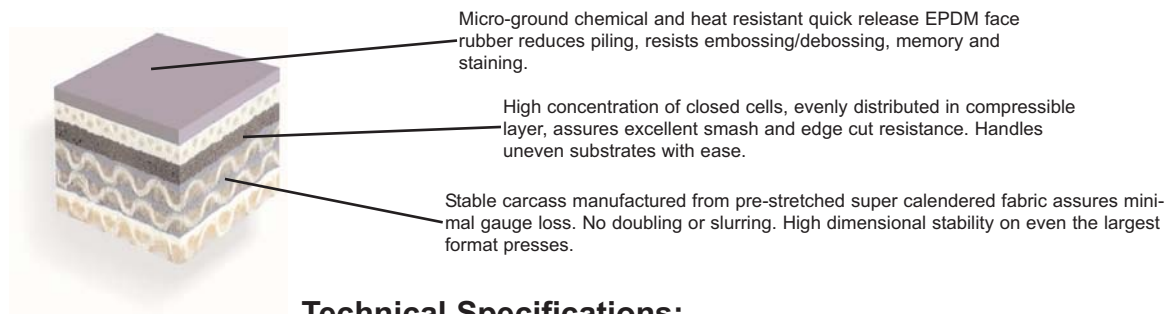 Micro-ground chemical and heat resistant quick release EPDM face
rubber reduces piling, resists embossing/debossing, memory and
staining.
High concentration of closed cells, evenly distributed in compressible
layer, assures excellent smash and edge cut resistance. Handles
uneven substrates with ease.
Stable carcass manufactured from pre-stretched super calendered fabric assures mini-
mal gauge loss. No doubling or slurring. High dimensional stability on even the largest
format presses.
Technical Specifications: